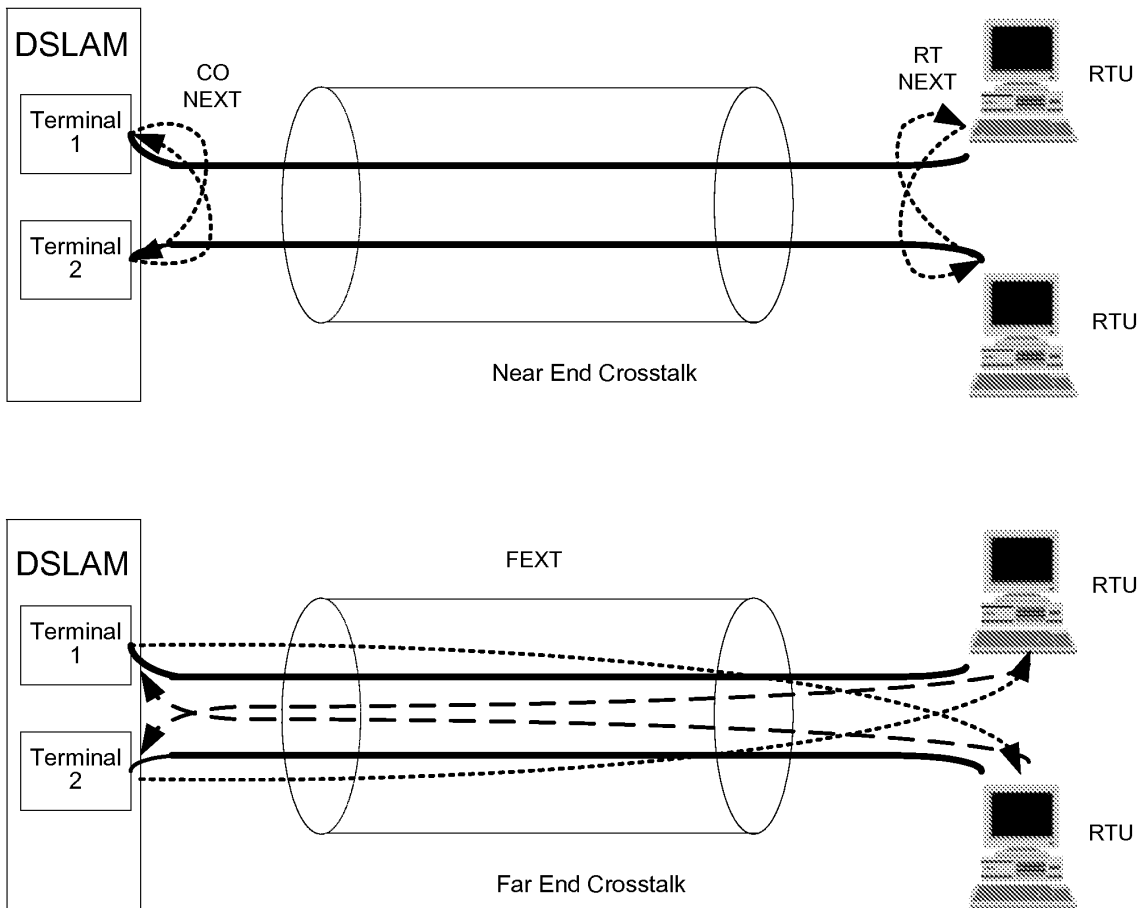 DSLAM
CO
NEXT
RT
NEXT
RTU
Terminal
1
Terminal
2
RTU
Near End Crosstalk
DSLAM
FEXT
RTU
Terminal
1
Terminal
2
RTU
Far End Crosstalk